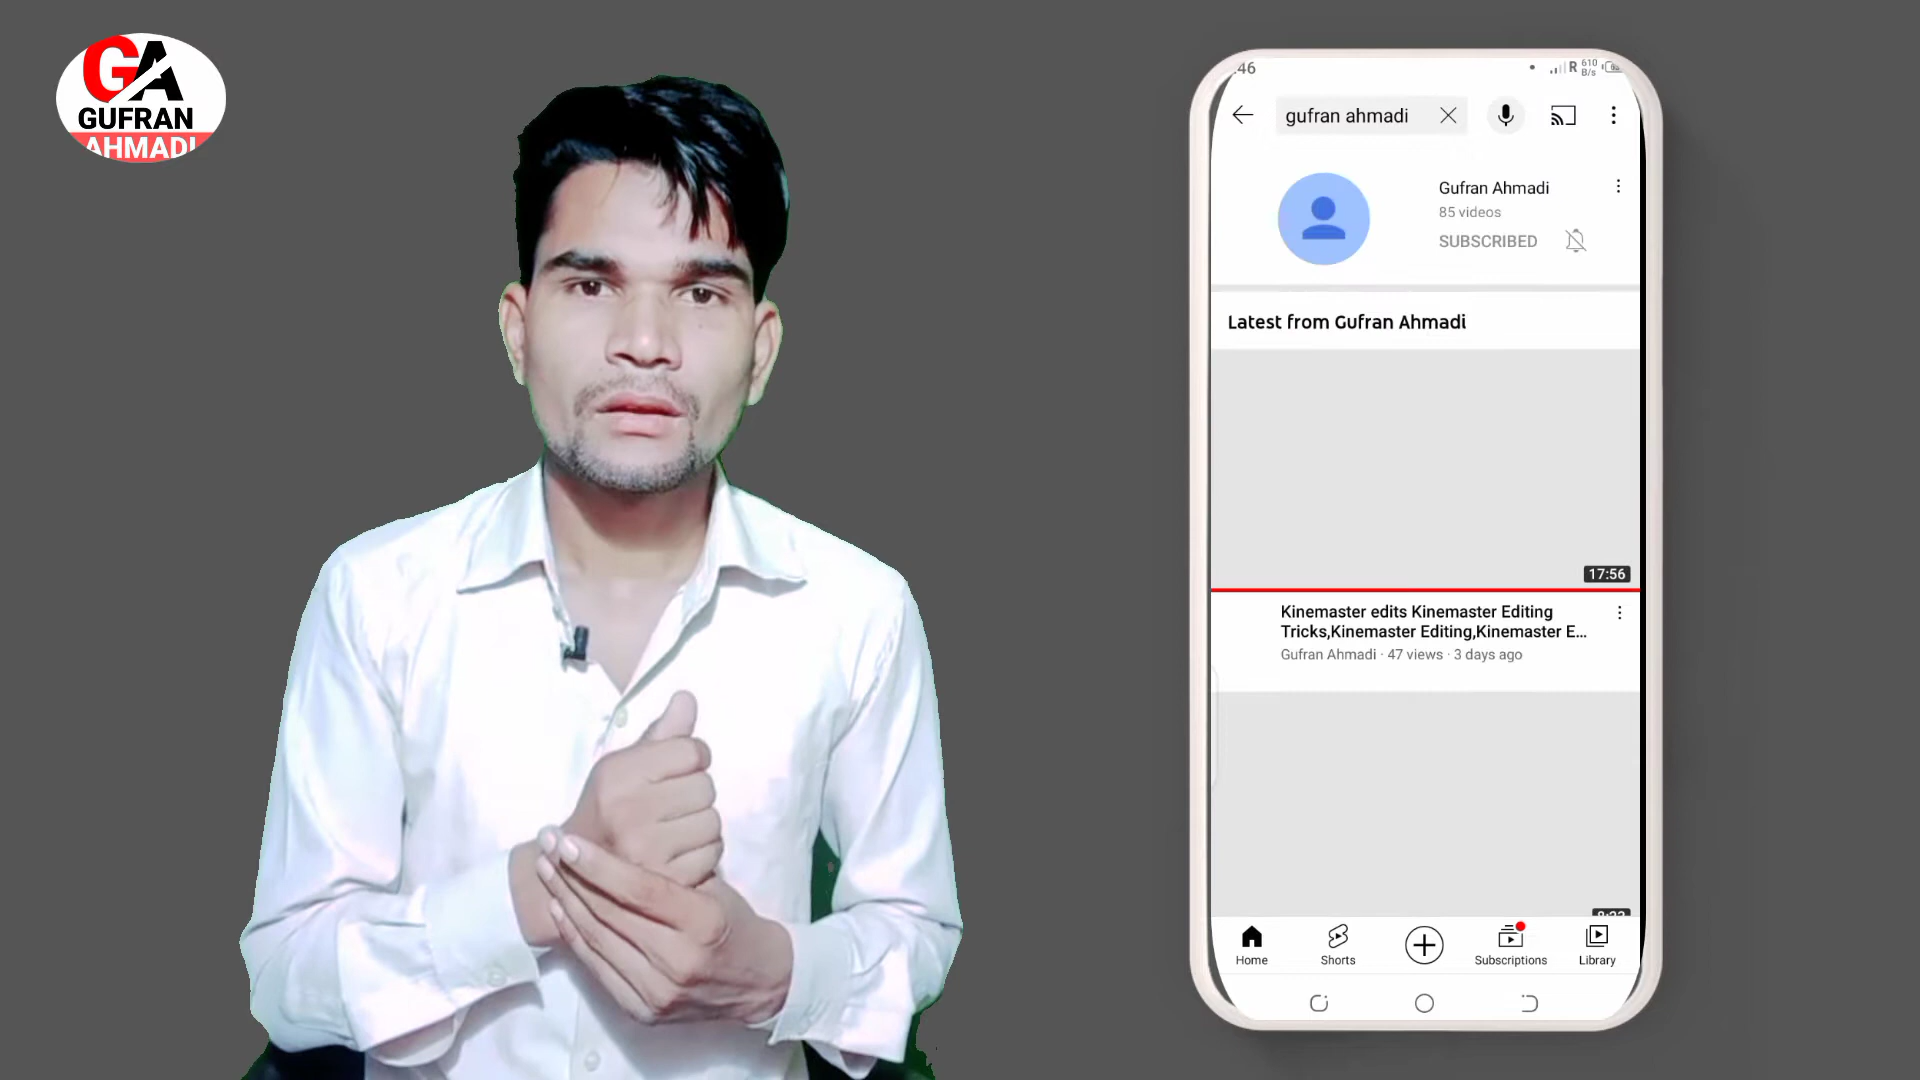 GA
GUFRAN
AHMADI
:46
R 610 B/s
gufran ahmadi
Gufran Ahmadi
85 videos
SUBSCRIBED
Latest from Gufran Ahmadi
17:56
Kinemaster edits Kinemaster Editing
Tricks,Kinemaster Editing,Kinemaster E...
Gufran Ahmadi · 47 views · 3 days ago
Home
Shorts
Subscriptions
Library